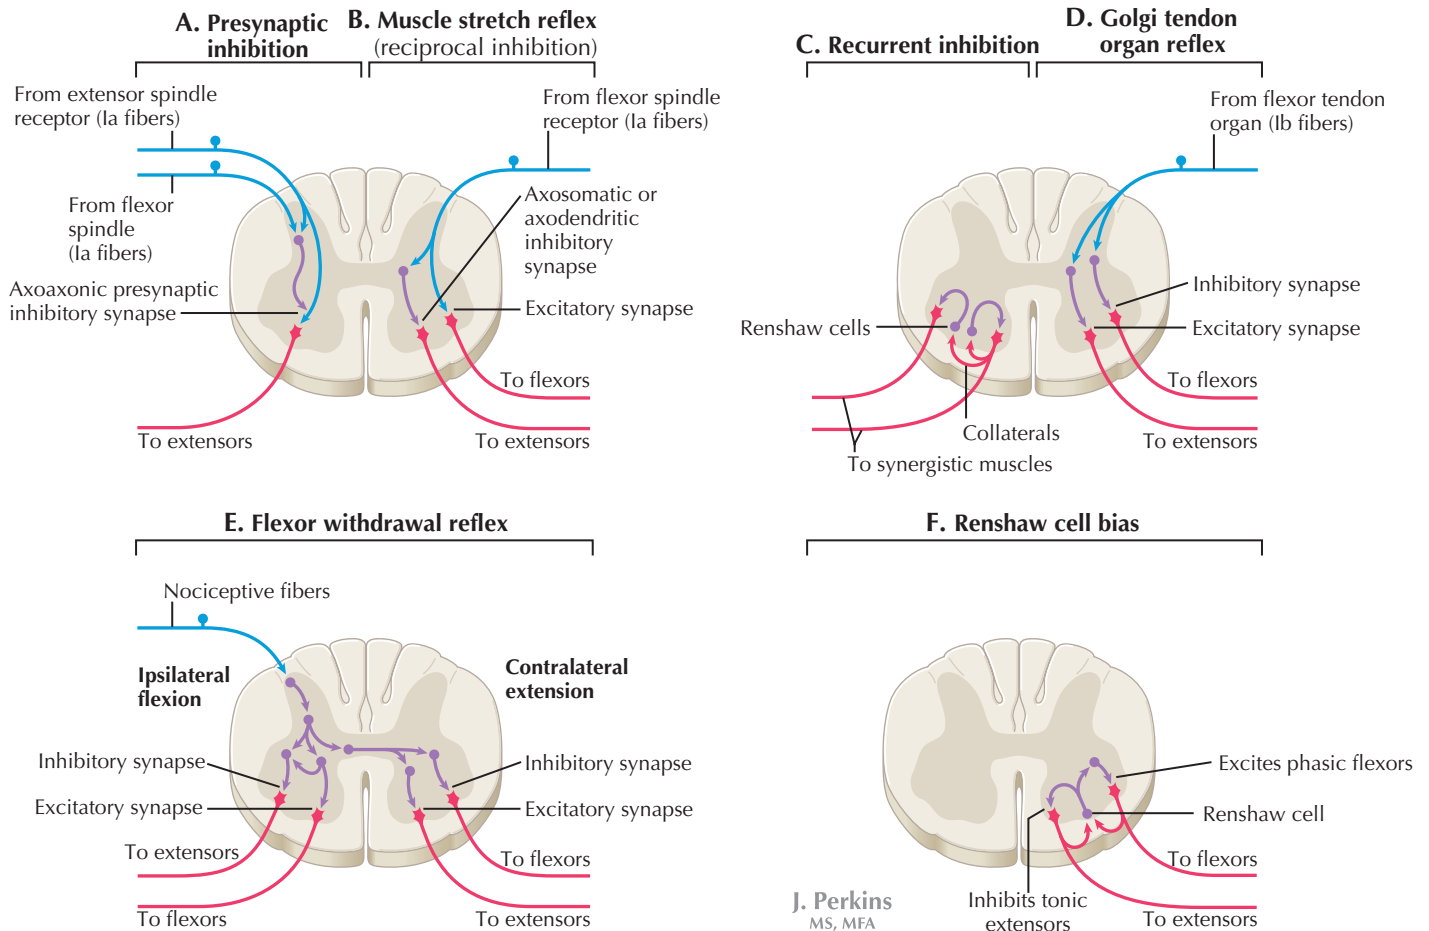 A. Presynaptic
inhibition
B. Muscle stretch reflex
(reciprocal inhibition)
From extensor spindle
receptor (Ia fibers)
From flexor
spindle
(Ia fibers)
Axoaxonic presynaptic
inhibitory synapse
To extensors
From flexor spindle
receptor (Ia fibers)
Axosomatic or
axodendritic
inhibitory
synapse
Excitatory synapse
To flexors
To extensors
C. Recurrent inhibition
D. Golgi tendon
organ reflex
From flexor tendon
organ (Ib fibers)
Renshaw cells
Collaterals
To synergistic muscles
Inhibitory synapse
Excitatory synapse
To flexors
To extensors
E. Flexor withdrawal reflex
Nociceptive fibers
Ipsilateral
flexion
Contralateral
extension
Inhibitory synapse
Excitatory synapse
To extensors
To flexors
Inhibitory synapse
Excitatory synapse
To flexors
To extensors
F. Renshaw cell bias
Excites phasic flexors
Renshaw cell
To flexors
Inhibits tonic
extensors
To extensors
J. Perkins
MS, MFA